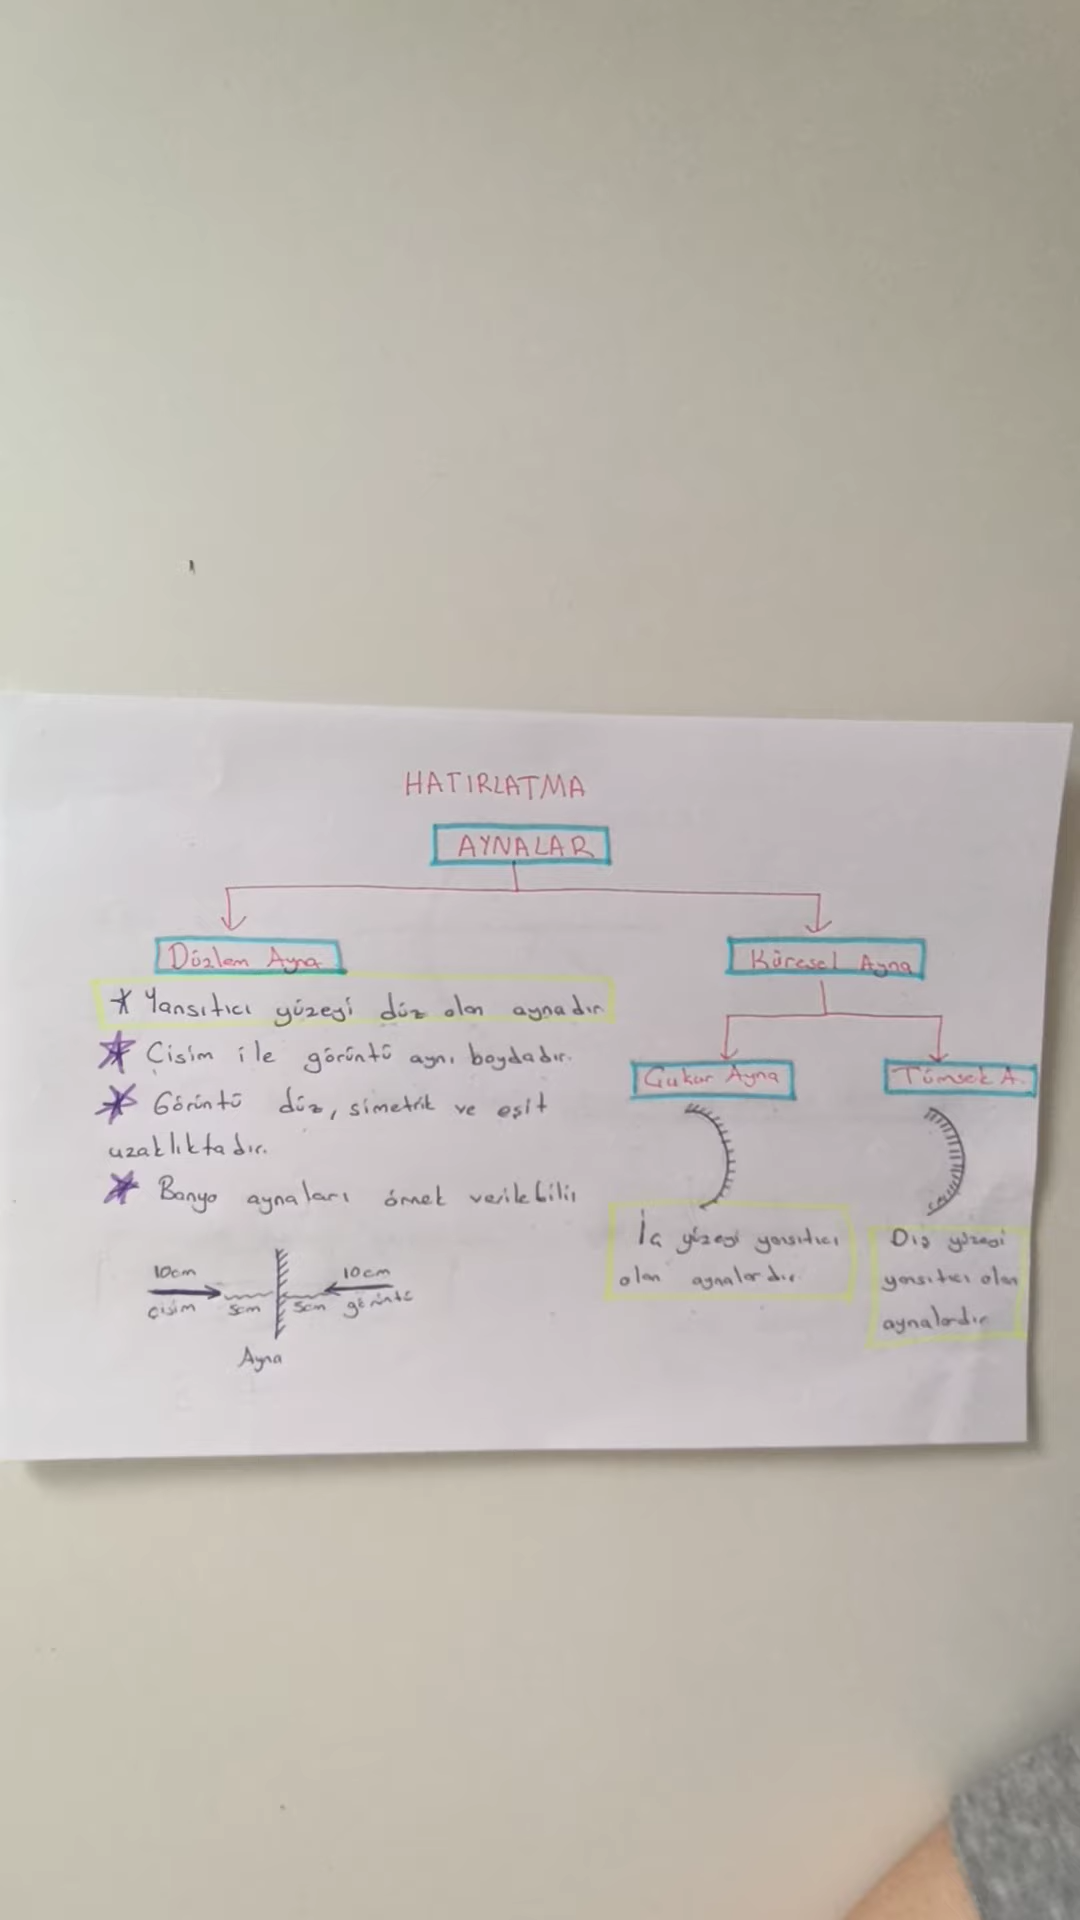 HATIRLATMA
AYNALAR
Düzlem Ayna
* Yansıtıcı yüzeyi düz olan aynadır
* Cisim ile görüntü aynı boydadır.
* Görüntü düz, simetrik ve eşit
uzaklıktadır.
* Banyo aynaları örnek verilebilir
10cm
cisim
5cm
5cm
10cm
görüntü
Ayna
Küresel Ayna
Çukur Ayna
İç yüzeyi yansıtıcı
olan aynalardır
Tümsek A.
Dış yüzeyi
yansıtıcı olan
aynalardır